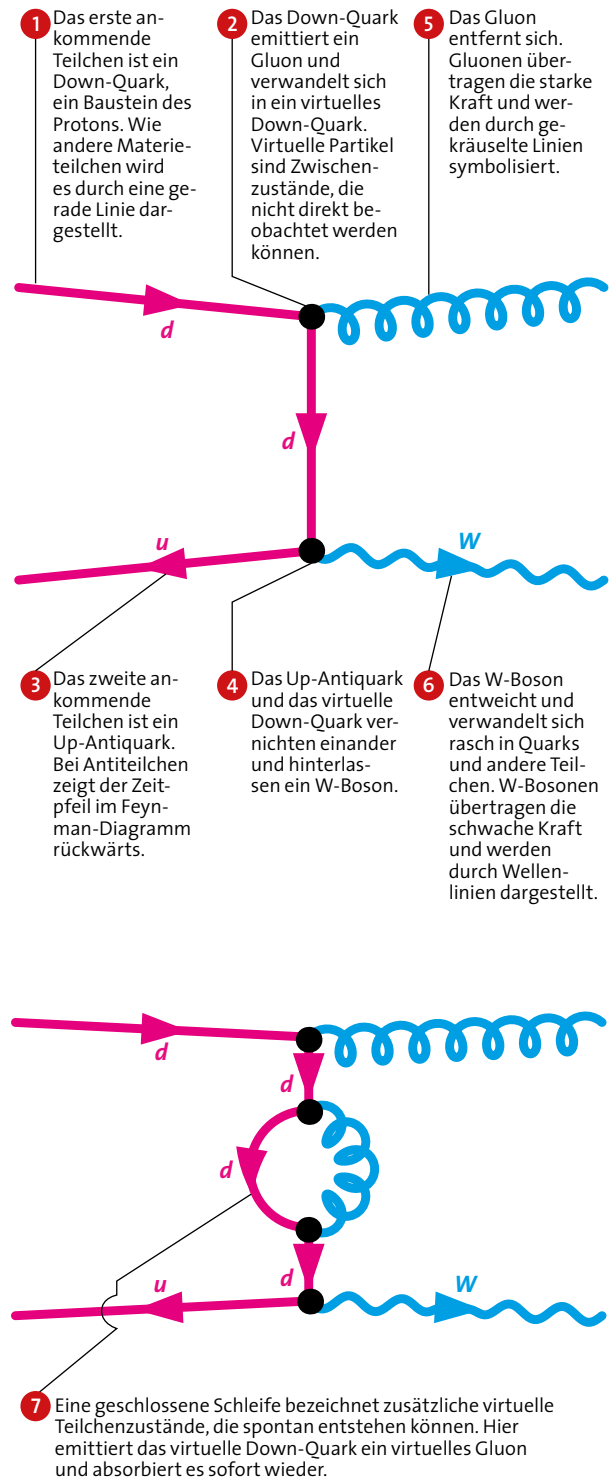 1 Das erste an-
kommende
Teilchen ist ein
Down-Quark,
ein Baustein des
Protons. Wie
andere Materie-
teilchen wird
es durch eine ge-
rade Linie dar-
gestellt.
2 Das Down-Quark
emittiert ein
Gluon und
verwandelt sich
in ein virtuelles
Down-Quark.
Virtuelle Partikel
sind Zwischen-
zustände, die
nicht direkt be-
obachtet werden
können.
5 Das Gluon
entfernt sich.
Gluonen über-
tragen die starke
Kraft und wer-
den durch ge-
kräuselte Linien
symbolisiert.
d
d
u
W
3 Das zweite an-
kommende
Teilchen ist ein
Up-Antiquark.
Bei Antiteilchen
zeigt der Zeit-
pfeil im Feyn-
man-Diagramm
rückwärts.
4 Das Up-Antiquark
und das virtuelle
Down-Quark ver-
nichten einander
und hinterlas-
sen ein W-Boson.
6 Das W-Boson
entweicht und
verwandelt sich
rasch in Quarks
und andere Teil-
chen. W-Bosonen
übertragen die
schwache Kraft
und werden
durch Wellen-
linien dargestellt.
d
d
d
d
u
W
7 Eine geschlossene Schleife bezeichnet zusätzliche virtuelle
Teilchenzustände, die spontan entstehen können. Hier
emittiert das virtuelle Down-Quark ein virtuelles Gluon
und absorbiert es sofort wieder.